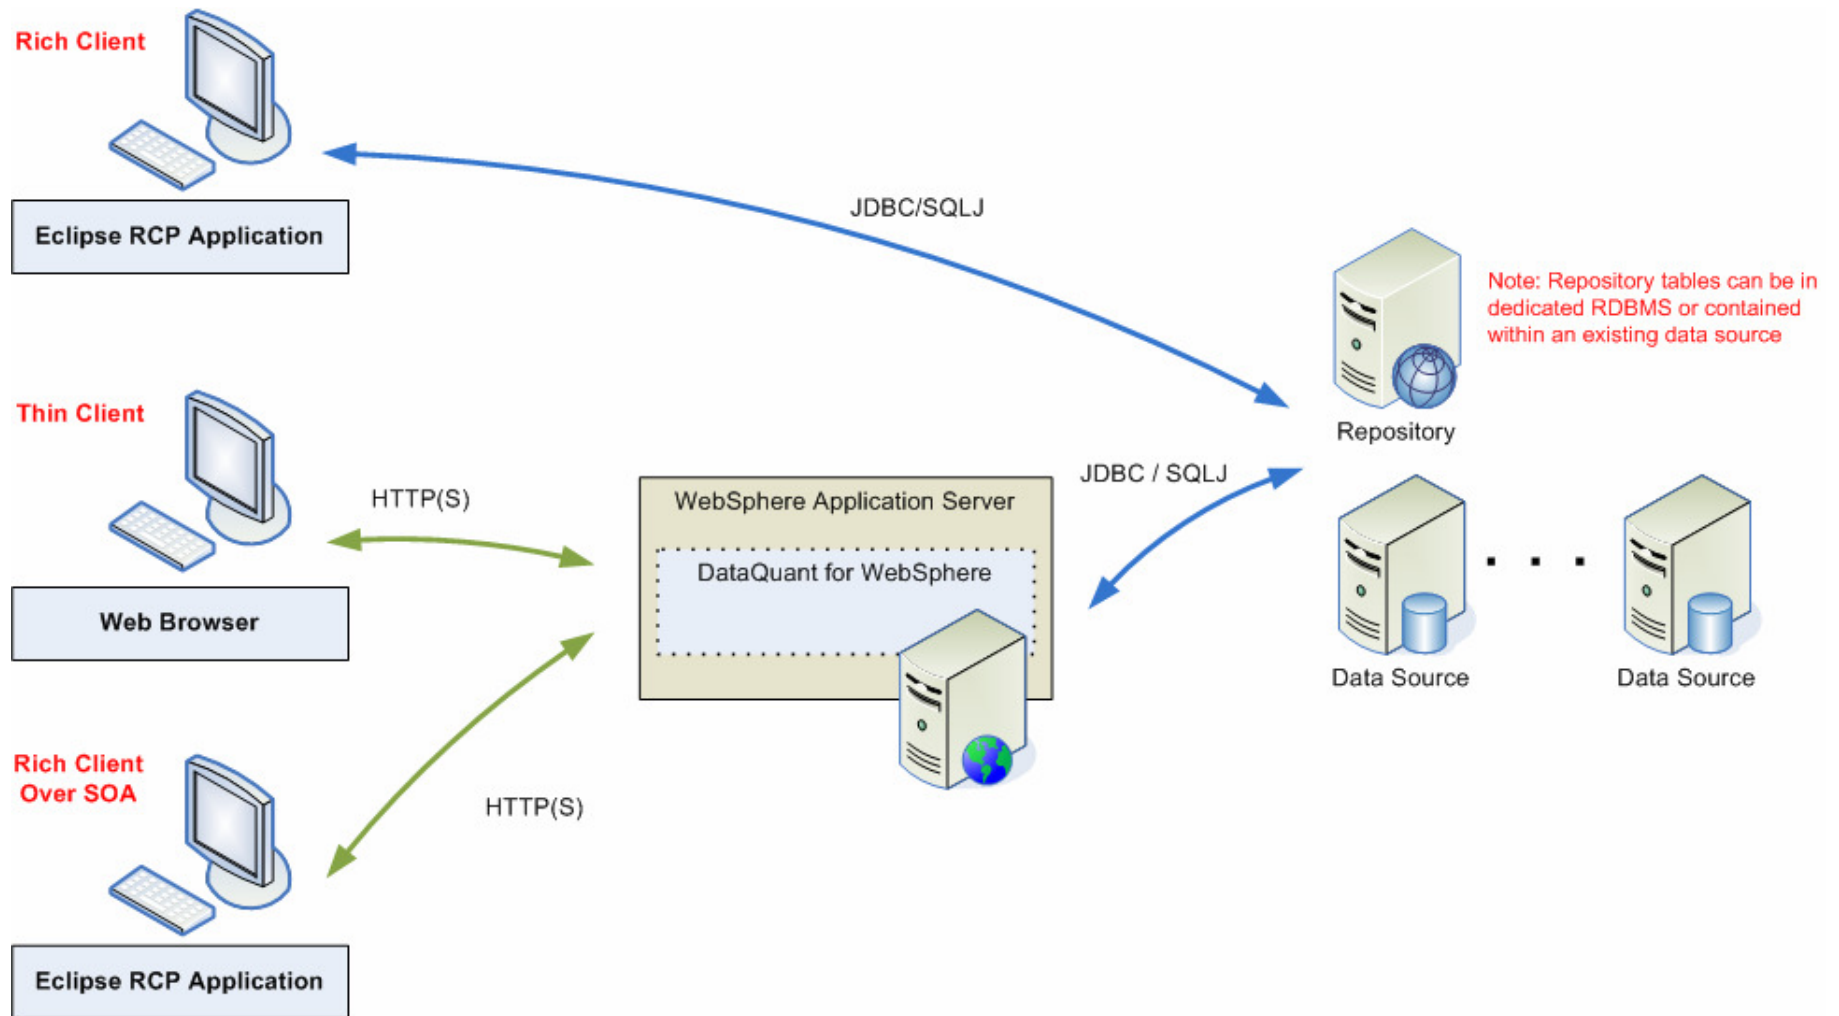 Rich Client
Eclipse RCP Application
JDBC/SQLJ
Note: Repository tables can be in
dedicated RDBMS or contained
within an existing data source
Repository
Thin Client
HTTP(S)
Web Browser
WebSphere Application Server
DataQuant for WebSphere
JDBC / SQLJ
Data Source
. . .
Data Source
Rich Client
Over SOA
HTTP(S)
Eclipse RCP Application